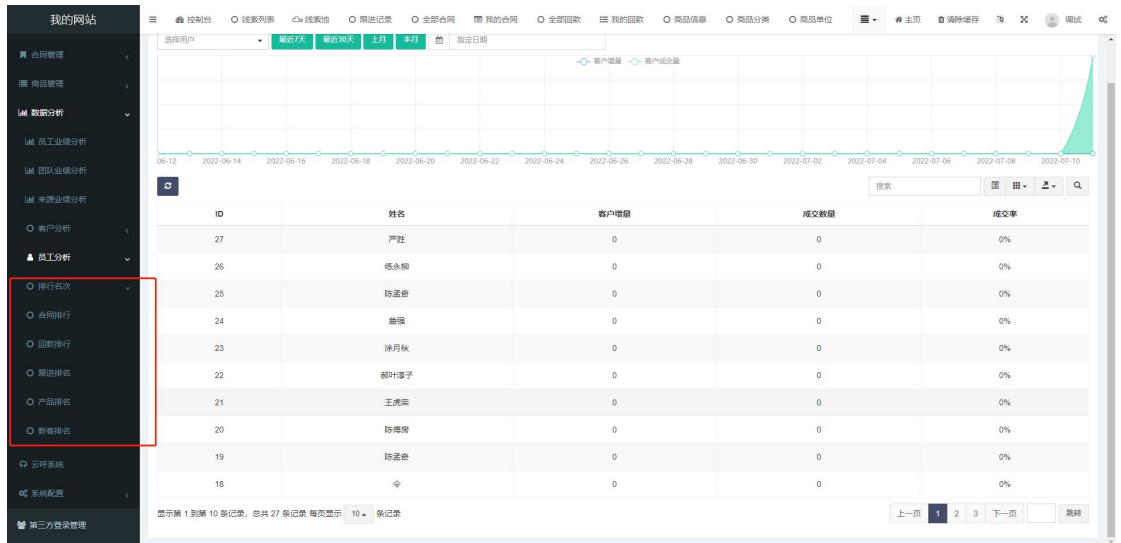 我的网站
控制台 线索列表 线索池 跟进记录 全部合同 我的合同 全部回款 我的回款 商品信息 商品分类 商品单位 主页 清除缓存 调试
合同管理
商品管理
数据分析
员工业绩分析
团队业绩分析
来源业绩分析
客户分析
员工分析
排行名次
合同排行
回款排行
跟进排名
产品排名
新客排名
云呼系统
系统配置
第三方登录管理
选择用户 最近7天 最近30天 上月 本月 指定日期
客户增量 客户成交量
06-12 2022-06-14 2022-06-16 2022-06-18 2022-06-20 2022-06-22 2022-06-24 2022-06-26 2022-06-28 2022-06-30 2022-07-02 2022-07-04 2022-07-06 2022-07-08 2022-07-10
搜索
ID 姓名 客户增量 成交数量 成交率
27 严胜 0 0 0%
26 练永柳 0 0 0%
25 陈孟奇 0 0 0%
24 詹强 0 0 0%
23 涂月秋 0 0 0%
22 郝叶淳子 0 0 0%
21 王虎荣 0 0 0%
20 陈傅房 0 0 0%
19 陈孟奇 0 0 0%
18 令 0 0 0%
显示第 1 到第 10 条记录，总共 27 条记录 每页显示 10 条记录
上一页 1 2 3 下一页 跳转